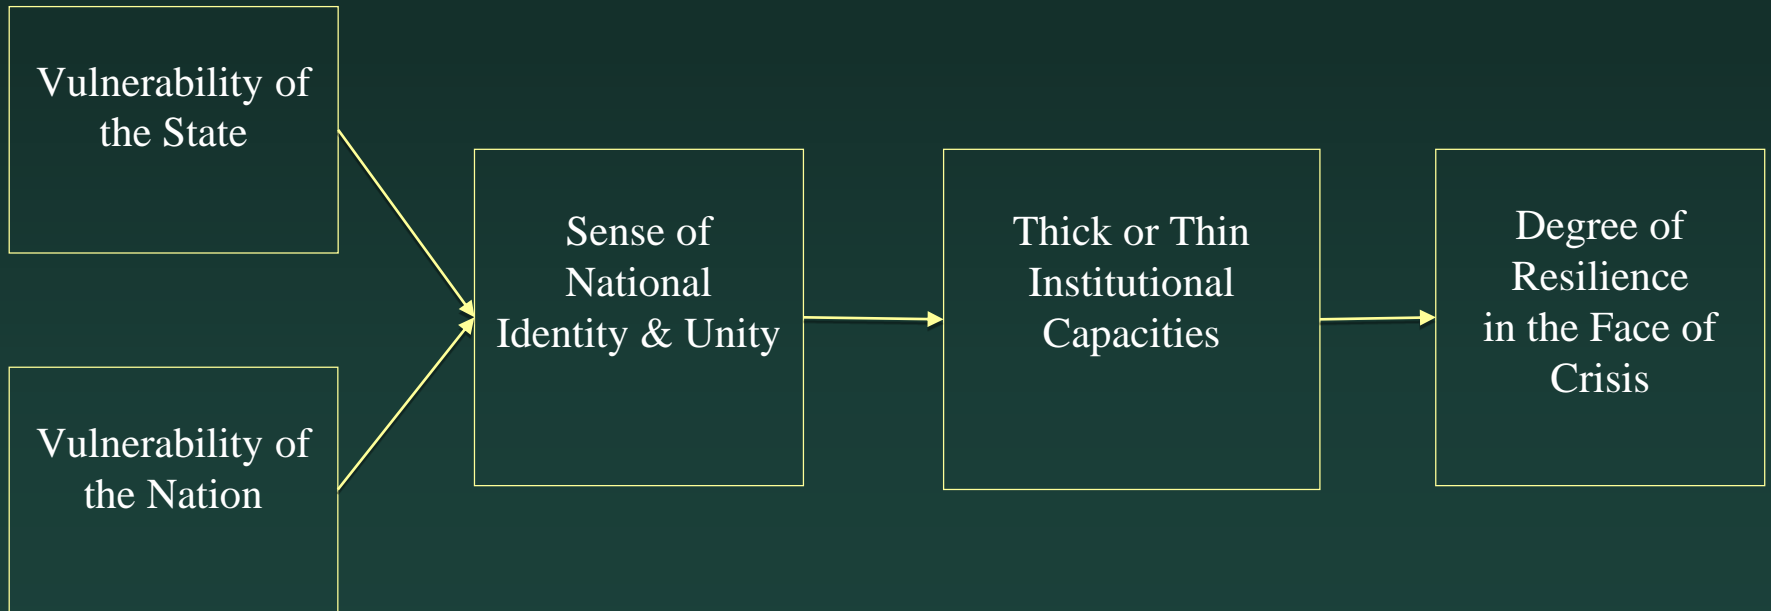 Vulnerability of
the State
Vulnerability of
the Nation
Sense of
National
Identity & Unity
Thick or Thin
Institutional
Capacities
Degree of
Resilience
in the Face of
Crisis